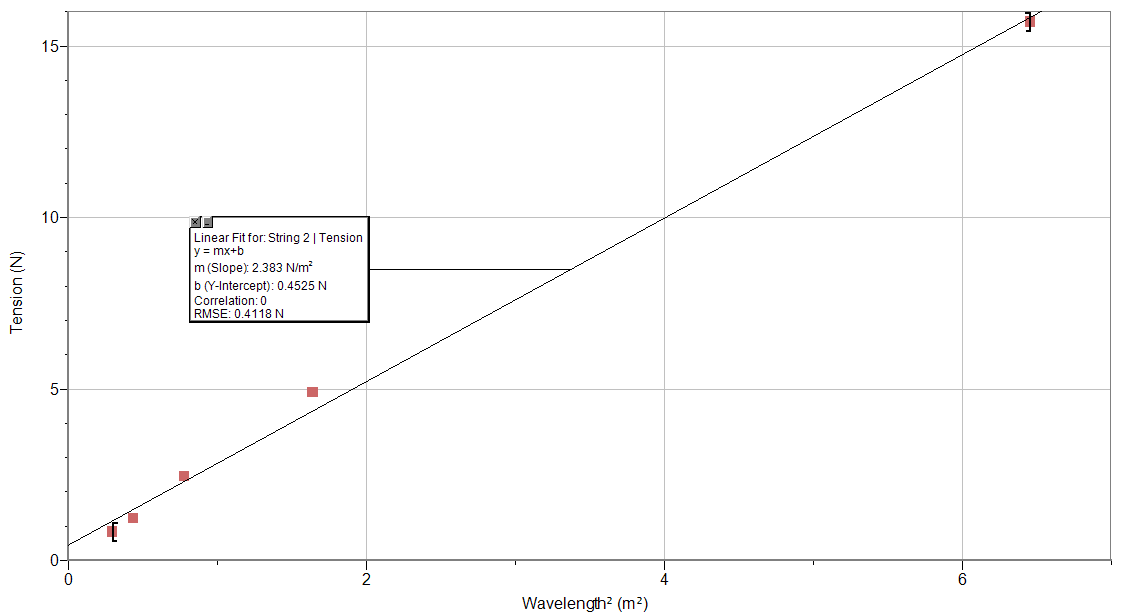 15
10
5
0
Tension (N)
Linear Fit for: String 2 | Tension
y = mx+b
m (Slope): 2.383 N/m²
b (Y-Intercept): 0.4525 N
Correlation: 0
RMSE: 0.4118 N
0 2 4 6
Wavelength² (m²)